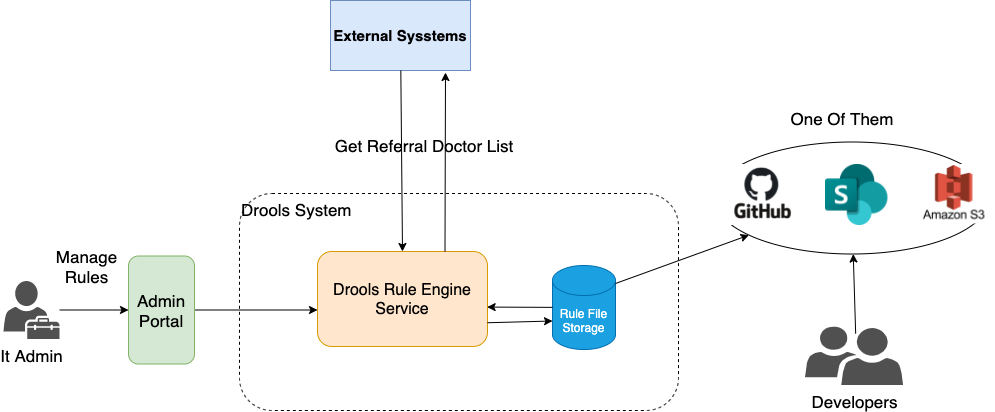 External Sysstems
Get Referral Doctor List
One Of Them
GitHub
S
Amazon S3
Drools System
Manage
Rules
Admin
Portal
Drools Rule Engine
Service
Rule File
Storage
It Admin
Developers